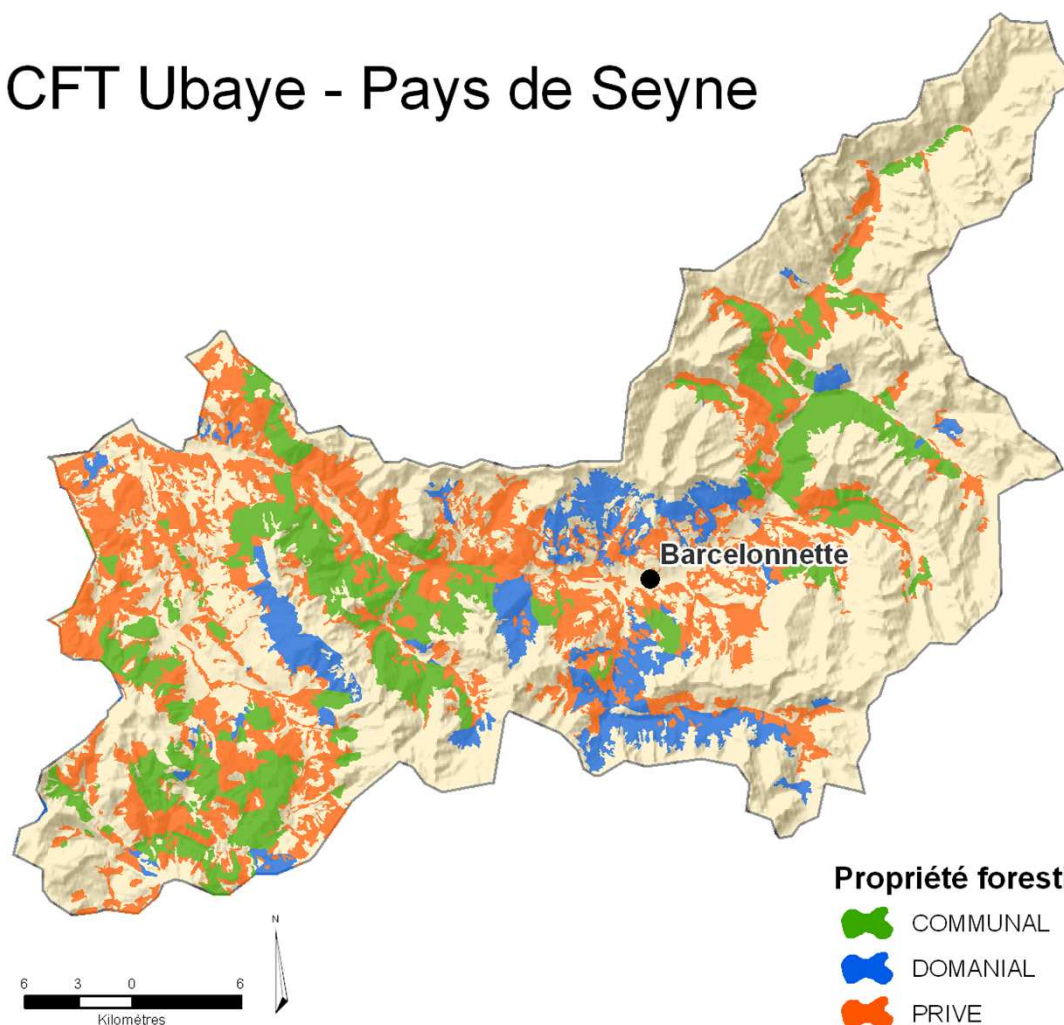 CFT Ubaye - Pays de Seyne
Barcelonnette
Propriété forest
COMMUNAL
DOMANIAL
PRIVE
N
6 3 0 6
Kilomètres